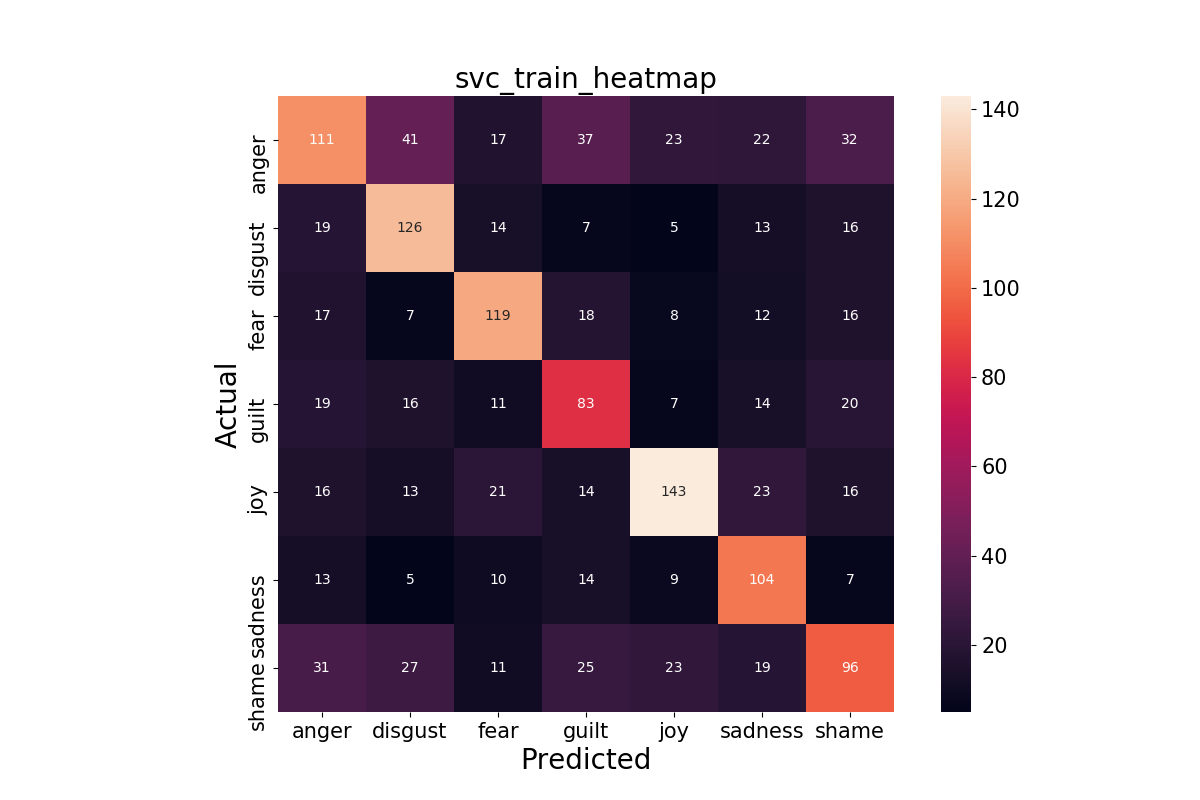 svc_train_heatmap
anger 111 41 17 37 23 22 32
disgust 19 126 14 7 5 13 16
fear 17 7 119 18 8 12 16
guilt 19 16 11 83 7 14 20
joy 16 13 21 14 143 23 16
sadness 13 5 10 14 9 104 7
shame 31 27 11 25 23 19 96
anger disgust fear guilt joy sadness shame
Predicted
Actual
140
120
100
80
60
40
20